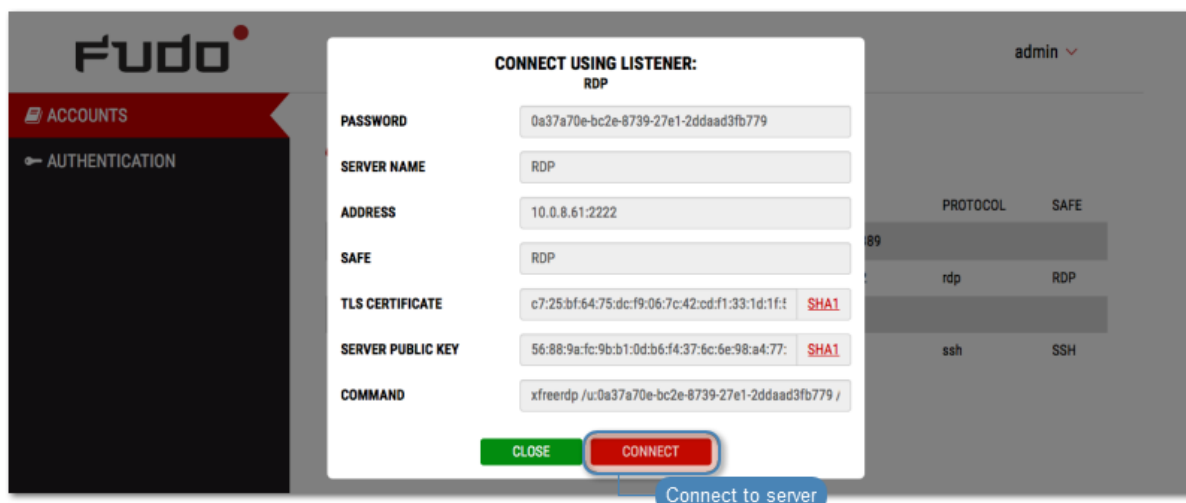 Fudo
admin
CONNECT USING LISTENER:
RDP
ACCOUNTS
AUTHENTICATION
PASSWORD 0a37a70e-bc2e-8739-27e1-2ddaad3fb779
SERVER NAME RDP
ADDRESS 10.0.8.61:2222
SAFE RDP
TLS CERTIFICATE c7:25:bf:64:75:dc:f9:06:7c:42:cd:f1:33:1d:1f: SHA1
SERVER PUBLIC KEY 56:88:9a:fc:9b:b1:0d:b6:f4:37:6c:6e:98:a4:77: SHA1
COMMAND xfreerdp /u:0a37a70e-bc2e-8739-27e1-2ddaad3fb779 /
PROTOCOL SAFE
89
rdp RDP
ssh SSH
CLOSE CONNECT
Connect to server